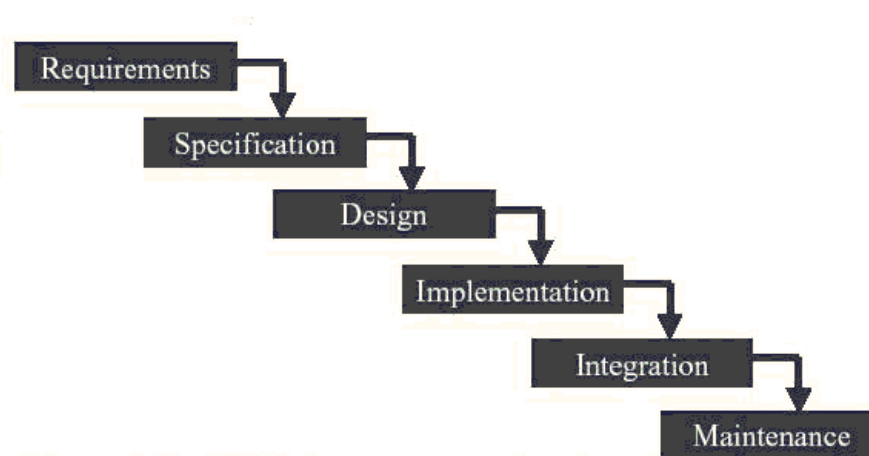 Requirements
Specification
Design
Implementation
Integration
Maintenance